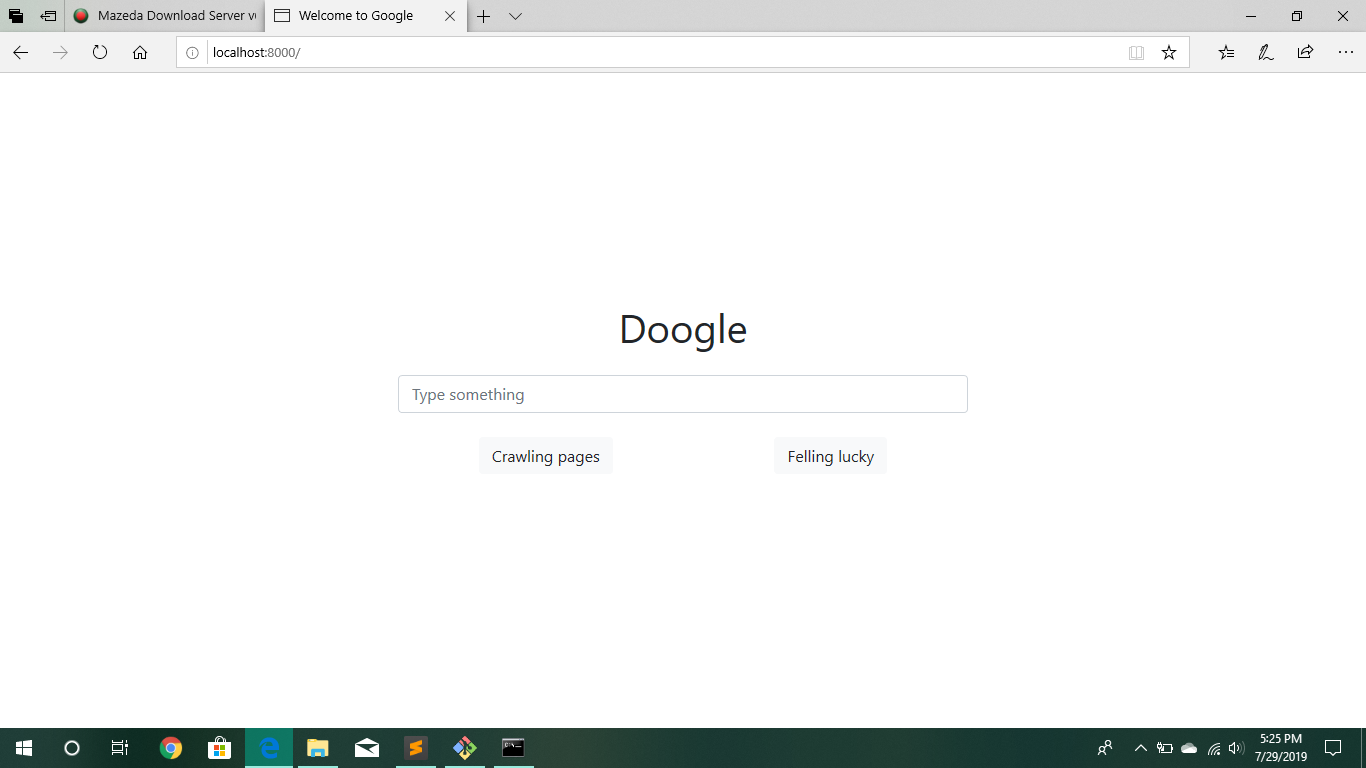 Mazeda Download Server v
Welcome to Google
localhost:8000/
Doogle
Type something
Crawling pages
Felling lucky
5:25 PM
7/29/2019